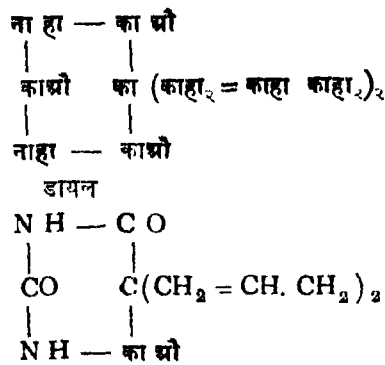 ना हा — का औ
काऔ का (काहा₂ = काहा काहा₂)₂
नाहा — काऔ
डायल
N H — C O
CO C(CH₂ = CH. CH₂)₂
N H — का औ